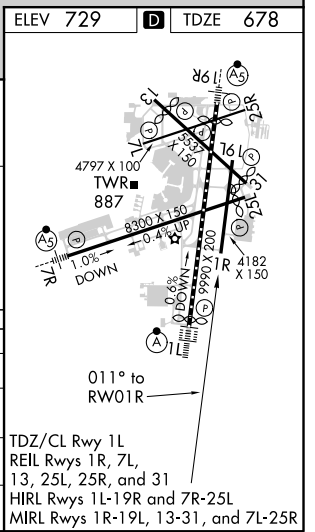 ELEV 729 D TDZE 678
A5
19R
13
25R
P
P
7L
P
5537 X 150
4797 X 100
19L
P
31
TWR
887
25L
P
A5
P
8300 X 150
0.4% UP
1.0%
DOWN
7R
4182 X 150
1R
9990 X 200
0.6% DOWN
P
A
1L
011° to
RW01R
TDZ/CL Rwy 1L
REIL Rwys 1R, 7L,
13, 25L, 25R, and 31
HIRL Rwys 1L-19R and 7R-25L
MIRL Rwys 1R-19L, 13-31, and 7L-25R